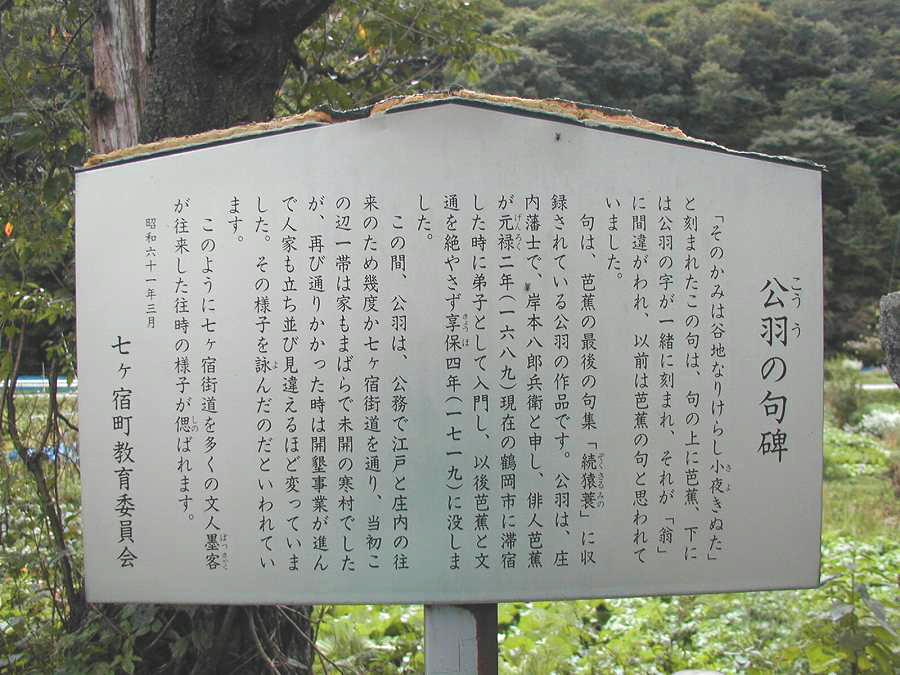 公羽の句碑
「そのかみは谷地なりけらし小夜きぬた」
と刻まれたこの句は、句の上に芭蕉、下に
は公羽の字が一緒に刻まれ、それが「翁」
に間違がわれ、以前は芭蕉の句と思われて
いました。
句は、芭蕉の最後の句集「続猿蓑」に収
録されている公羽の作品です。公羽は、庄
内藩士で、岸本八郎兵衛と申し、俳人芭蕉
が元禄二年(一六八九)現在の鶴岡市に滞宿
した時に弟子として入門し、以後芭蕉と文
通を絶やさず享保四年(一七一九)に没しま
した。
この間、公羽は、公務で江戸と庄内の往
来のため幾度か七ヶ宿街道を通り、当初こ
の辺一帯は家もまばらで未開の寒村でした
が、再び通りかかった時は開墾事業が進ん
で人家も立ち並び見違えるほど変っていま
した。その様子を詠んだのだといわれてい
ます。
このように七ヶ宿街道を多くの文人墨客
が往来した往時の様子が偲ばれます。
昭和六十一年三月
七ヶ宿町教育委員会